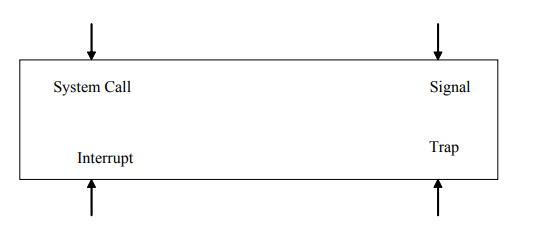 System Call
Signal
Trap
Interrupt